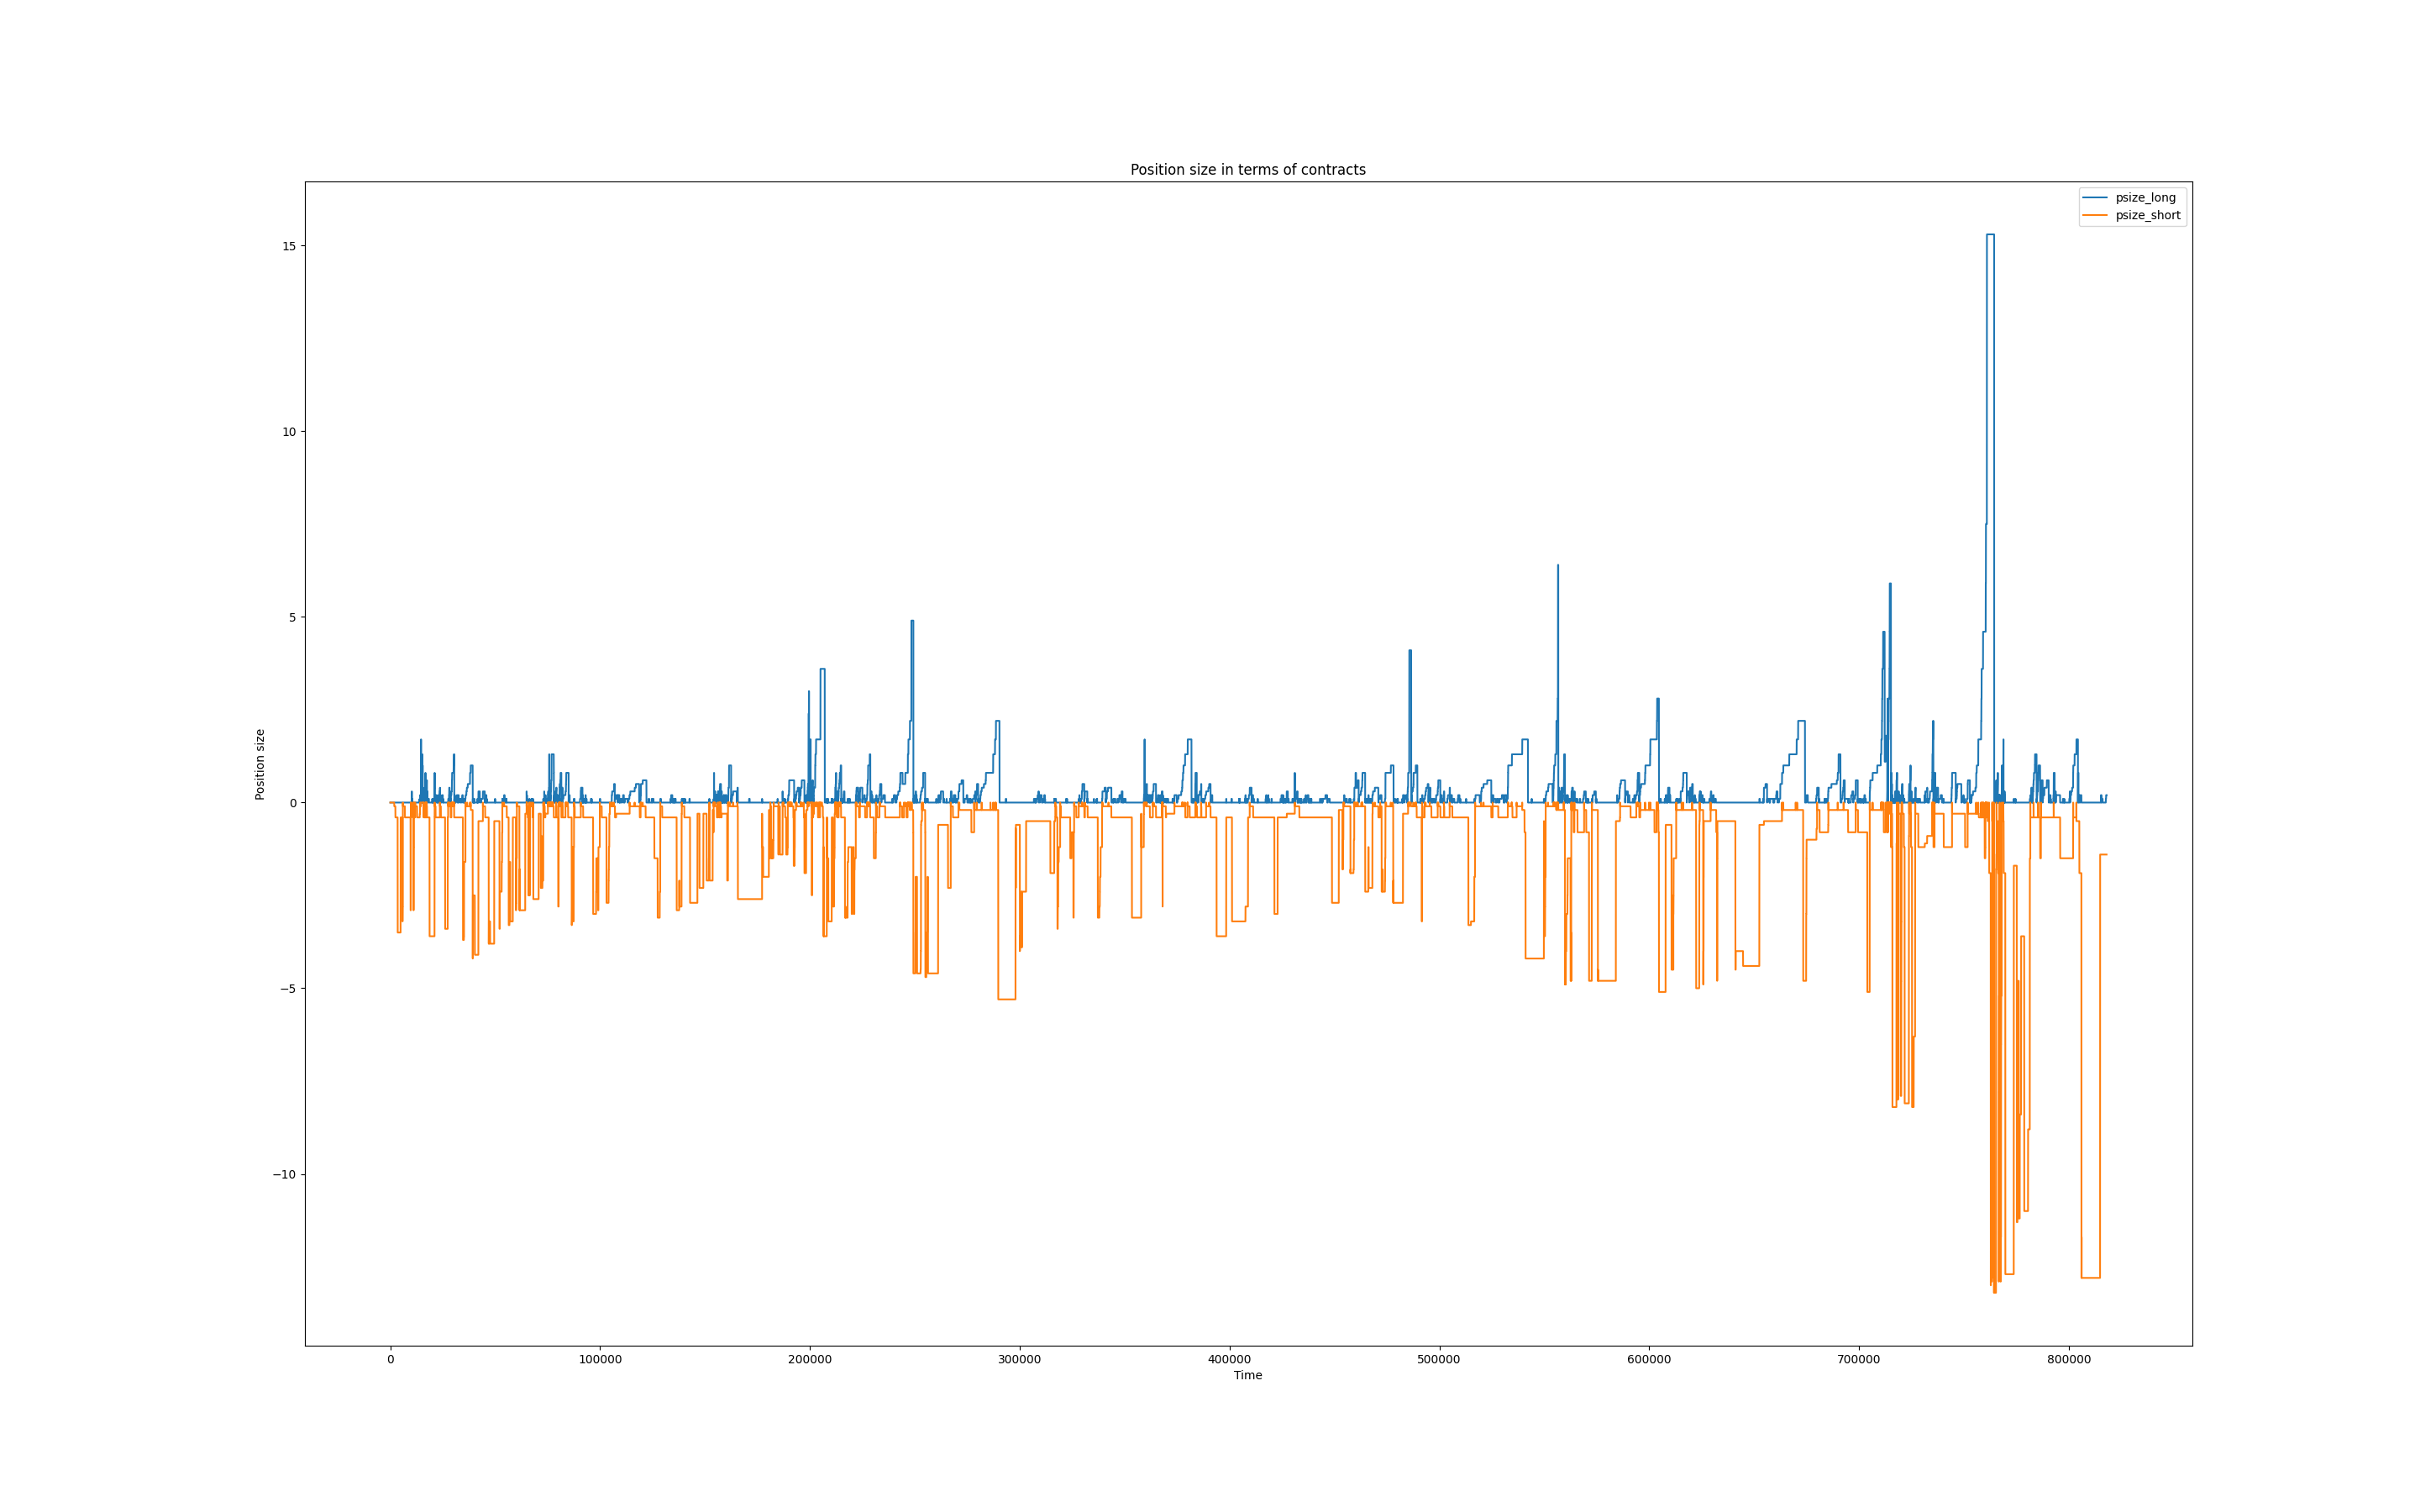 Position size in terms of contracts
psize_long
psize_short
Position size
15
10
5
0
−5
−10
0 100000 200000 300000 400000 500000 600000 700000 800000
Time